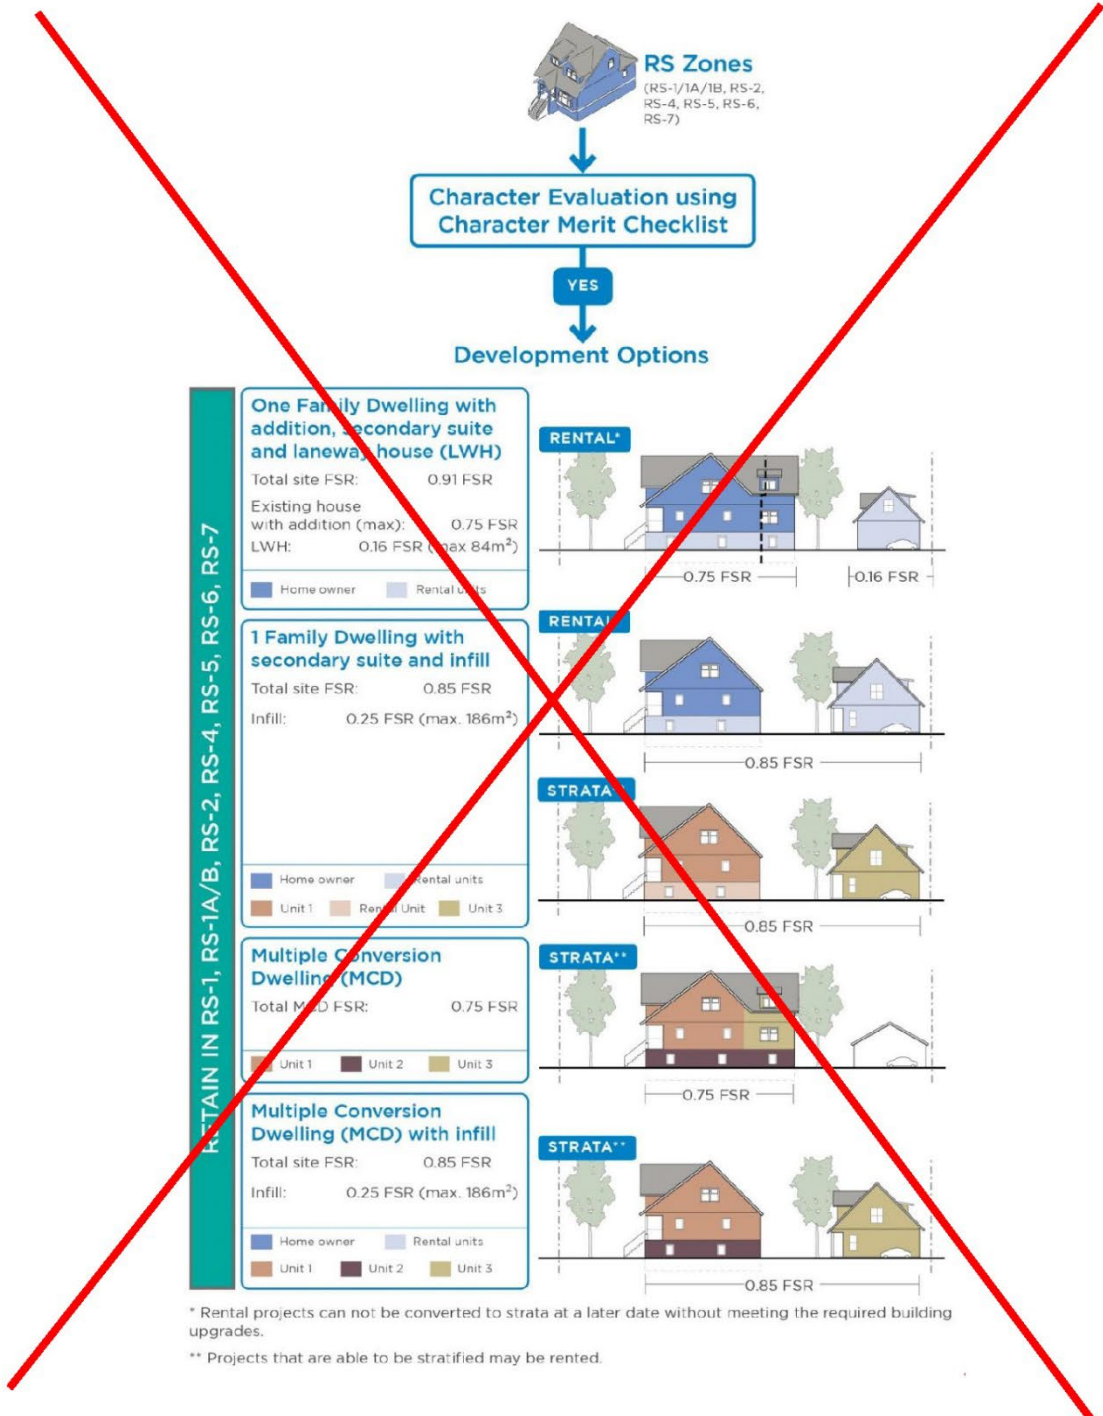 RS Zones
(RS-1/1A/1B, RS-2,
RS-4, RS-5, RS-6,
RS-7)
Character Evaluation using
Character Merit Checklist
YES
Development Options
RETAIN IN RS-1, RS-1A/B, RS-2, RS-4, RS-5, RS-6, RS-7
One Family Dwelling with
addition, secondary suite
and laneway house (LWH)
Total site FSR: 0.91 FSR
Existing house
with addition (max): 0.75 FSR
LWH: 0.16 FSR (max 84m²)
Home owner Rental units
RENTAL*
0.75 FSR 0.16 FSR
1 Family Dwelling with
secondary suite and infill
Total site FSR: 0.85 FSR
Infill: 0.25 FSR (max. 186m²)
Home owner Rental units
Unit 1 Rental Unit Unit 3
RENTAL
0.85 FSR
STRATA**
0.85 FSR
Multiple Conversion
Dwelling (MCD)
Total MCD FSR: 0.75 FSR
Unit 1 Unit 2 Unit 3
STRATA**
0.75 FSR
Multiple Conversion
Dwelling (MCD) with infill
Total site FSR: 0.85 FSR
Infill: 0.25 FSR (max. 186m²)
Home owner Rental units
Unit 1 Unit 2 Unit 3
STRATA**
0.85 FSR
* Rental projects can not be converted to strata at a later date without meeting the required building
upgrades.
** Projects that are able to be stratified may be rented.